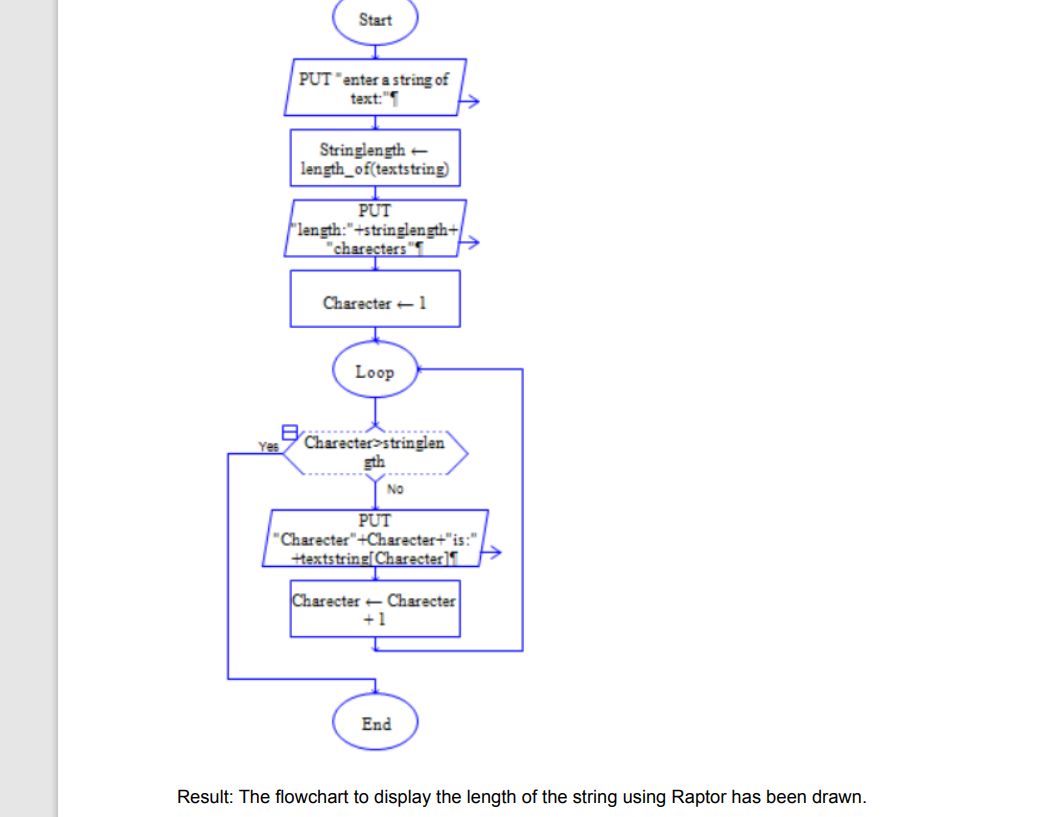 Start
PUT "enter a string of
text:"¶
Stringlength ←
length_of(textstring)
PUT
"length:"+stringlength+
"charecters"¶
Charecter ← 1
Loop
Yes
Charecter>stringlen
gth
No
PUT
"Charecter"+Charecter+"is:"
+textstring[Charecter]¶
Charecter ← Charecter
+1
End
Result: The flowchart to display the length of the string using Raptor has been drawn.